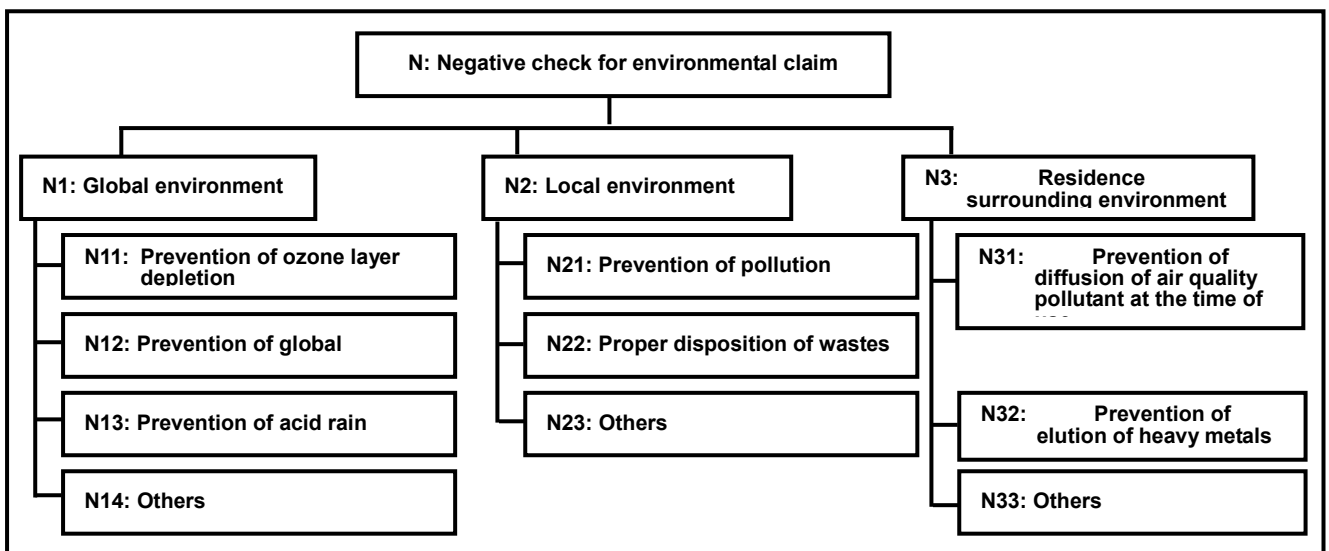 N: Negative check for environmental claim
N1: Global environment
N11: Prevention of ozone layer
depletion
N12: Prevention of global
N13: Prevention of acid rain
N14: Others
N2: Local environment
N21: Prevention of pollution
N22: Proper disposition of wastes
N23: Others
N3: Residence
surrounding environment
N31: Prevention of
diffusion of air quality
pollutant at the time of
N32: Prevention of
elution of heavy metals
N33: Others